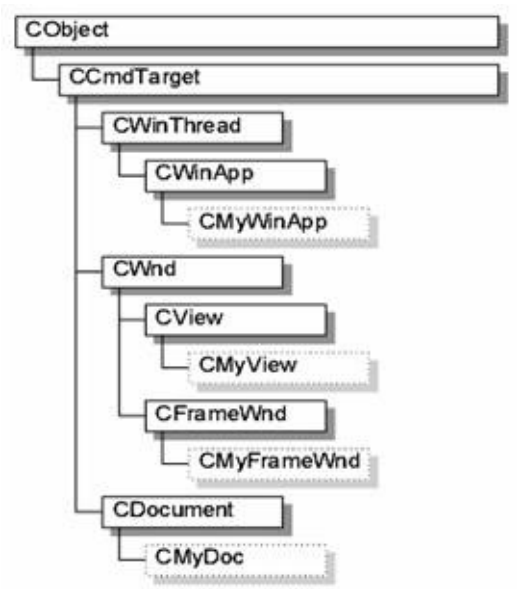 CObject
CCmdTarget
CWinThread
CWinApp
CMyWinApp
CWnd
CView
CMyView
CFrameWnd
CMyFrameWnd
CDocument
CMyDoc